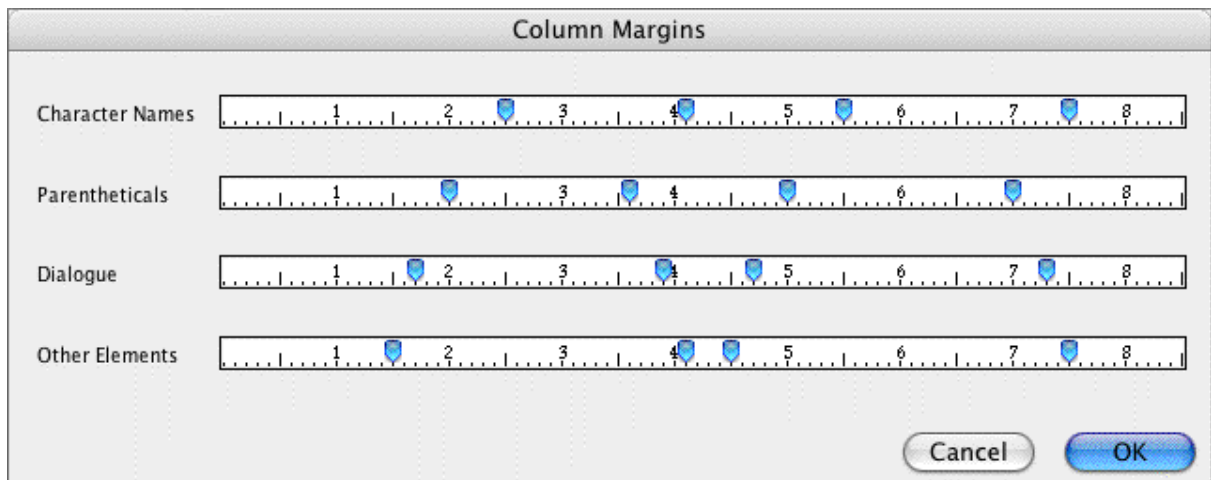 Column Margins
Character Names 1 2 3 4 5 6 7 8
Parentheticals 1 3 4 6 8
Dialogue 1 2 3 4 5 6 7 8
Other Elements 1 2 3 4 5 6 7 8
Cancel OK